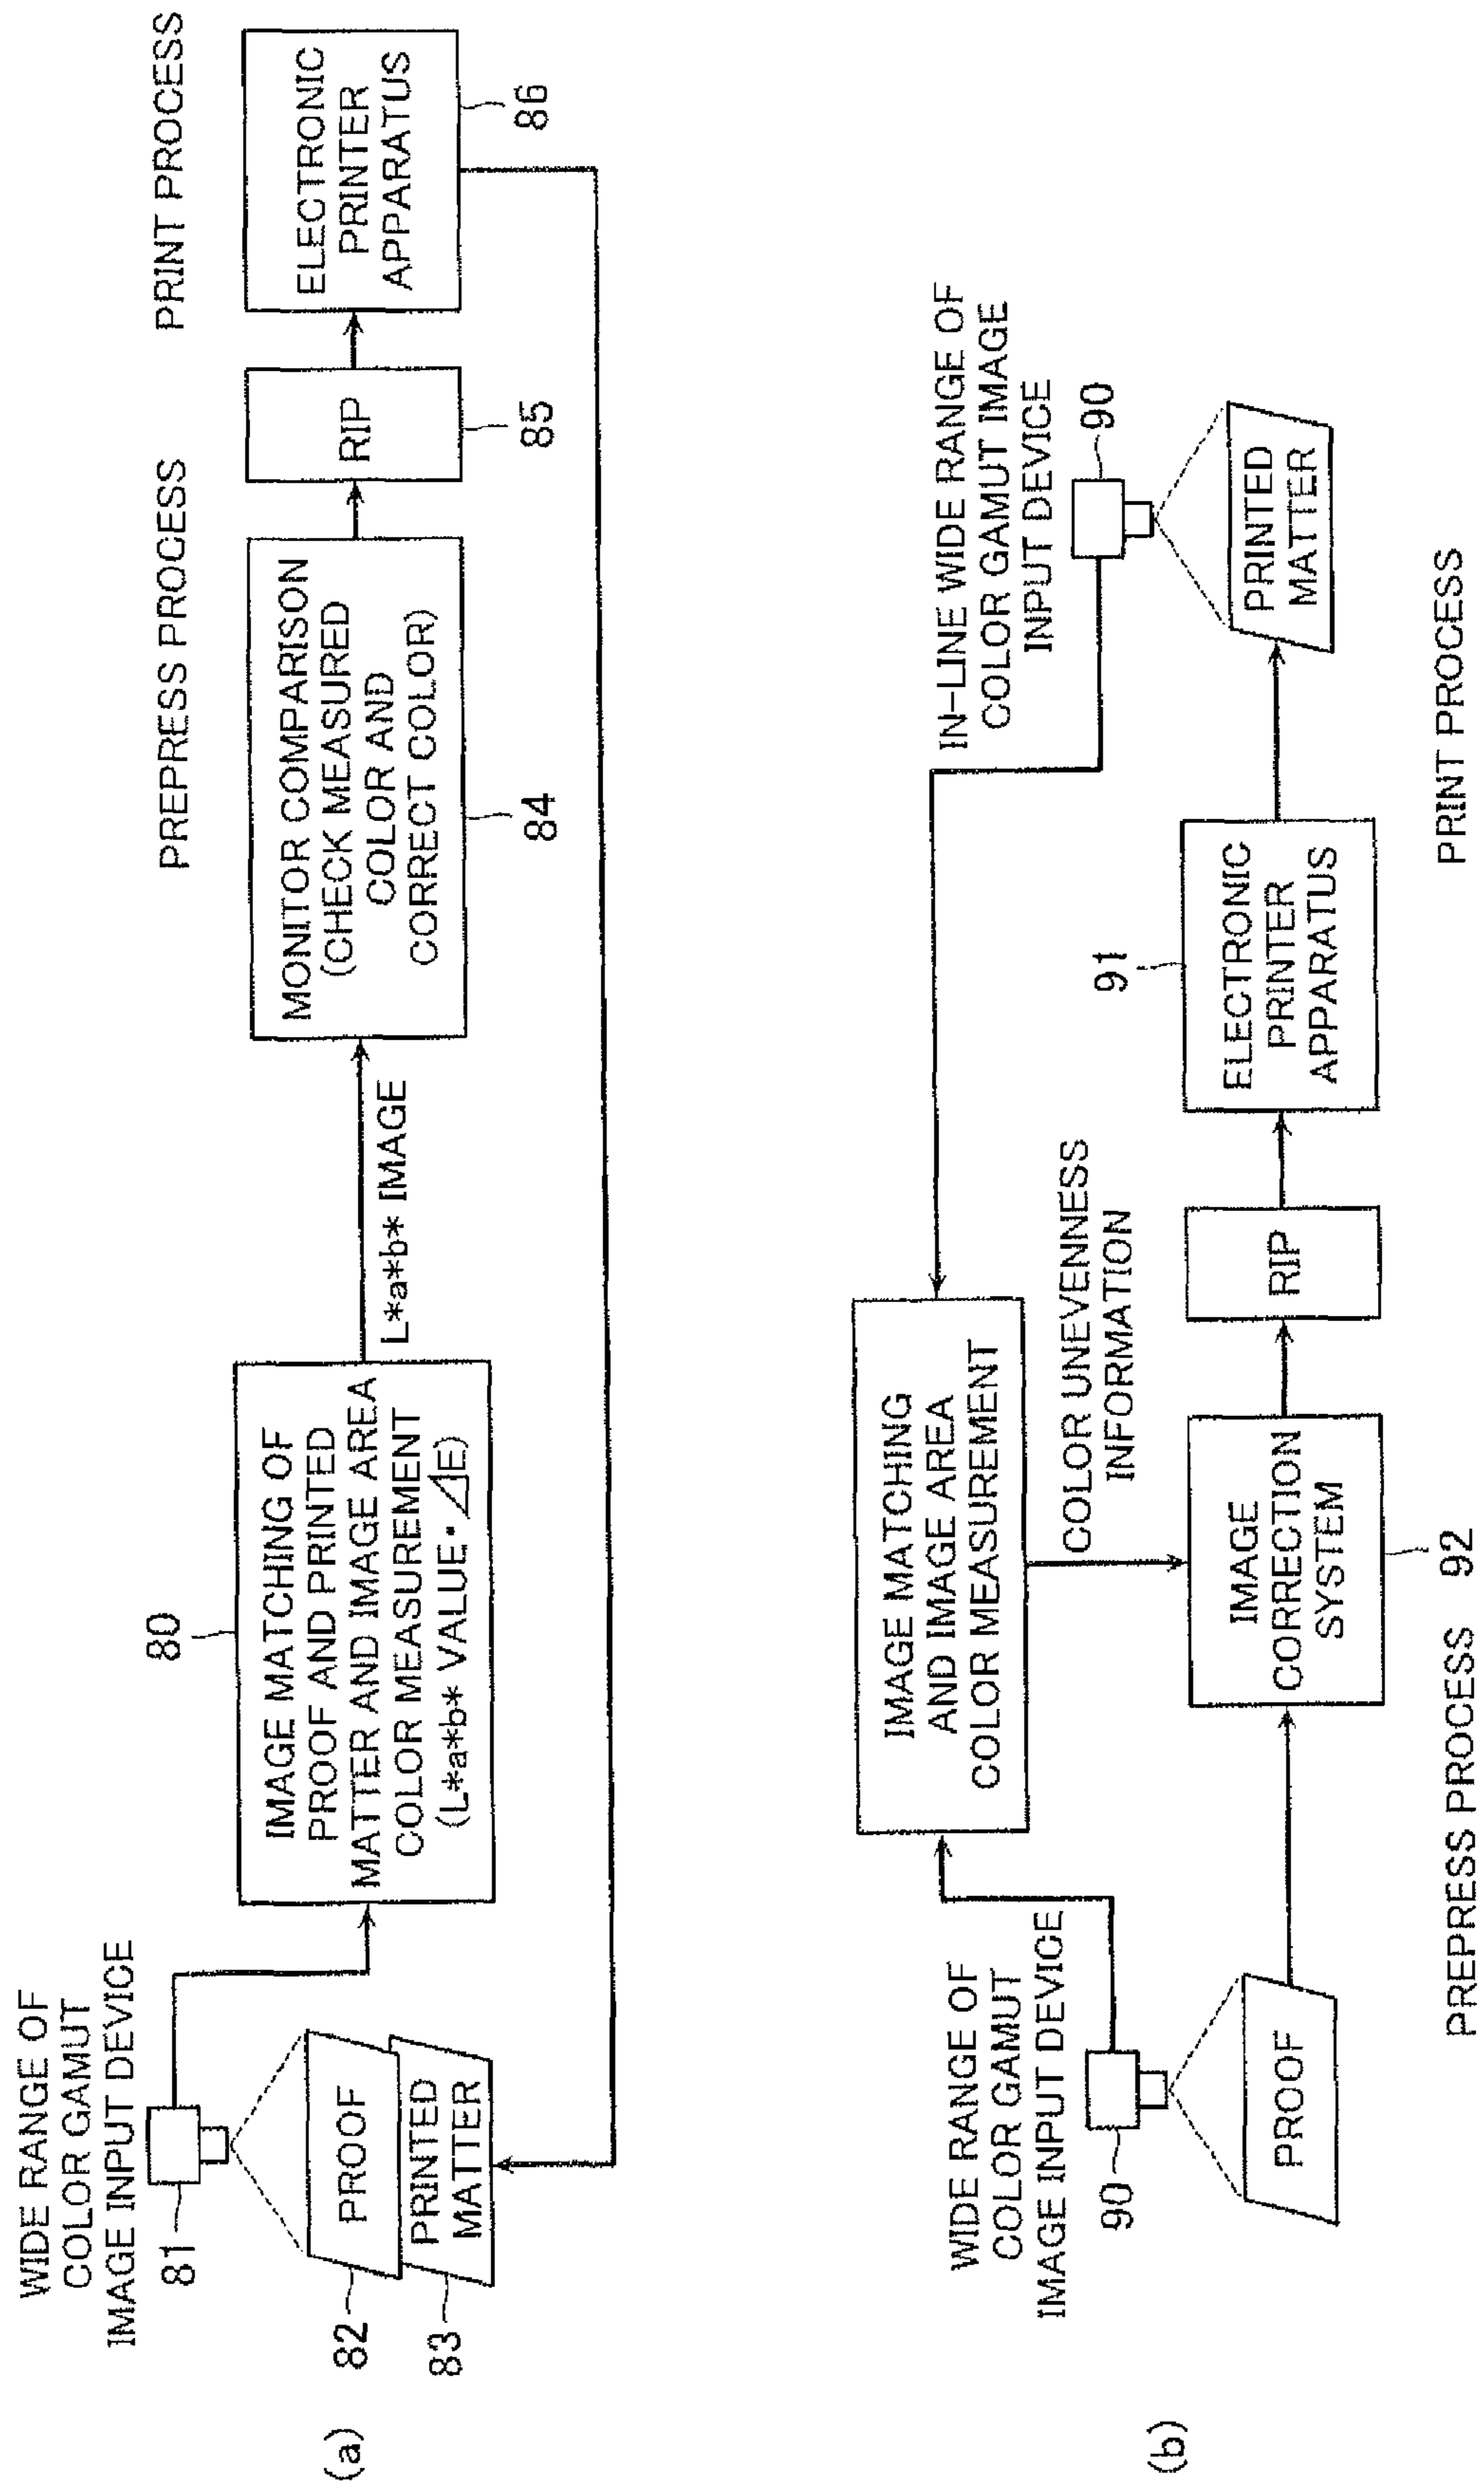 (a)
WIDE RANGE OF
COLOR GAMUT
IMAGE INPUT DEVICE
81
82
PROOF
83
PRINTED
MATTER
80
IMAGE MATCHING OF
PROOF AND PRINTED
MATTER AND IMAGE AREA
COLOR MEASUREMENT
(L*a*b* VALUE・⊿E)
L*a*b* IMAGE
PREPRESS PROCESS
MONITOR COMPARISON
(CHECK MEASURED
COLOR AND
CORRECT COLOR)
84
RIP
85
PRINT PROCESS
ELECTRONIC
PRINTER
APPARATUS
86
(b)
WIDE RANGE OF
COLOR GAMUT
IMAGE INPUT DEVICE
90
PROOF
IMAGE MATCHING
AND IMAGE AREA
COLOR MEASUREMENT
COLOR UNEVENNESS
INFORMATION
IMAGE
CORRECTION
SYSTEM
92
PREPRESS PROCESS
RIP
91
ELECTRONIC
PRINTER
APPARATUS
IN-LINE WIDE RANGE OF
COLOR GAMUT IMAGE
INPUT DEVICE
90
PRINTED
MATTER
PRINT PROCESS